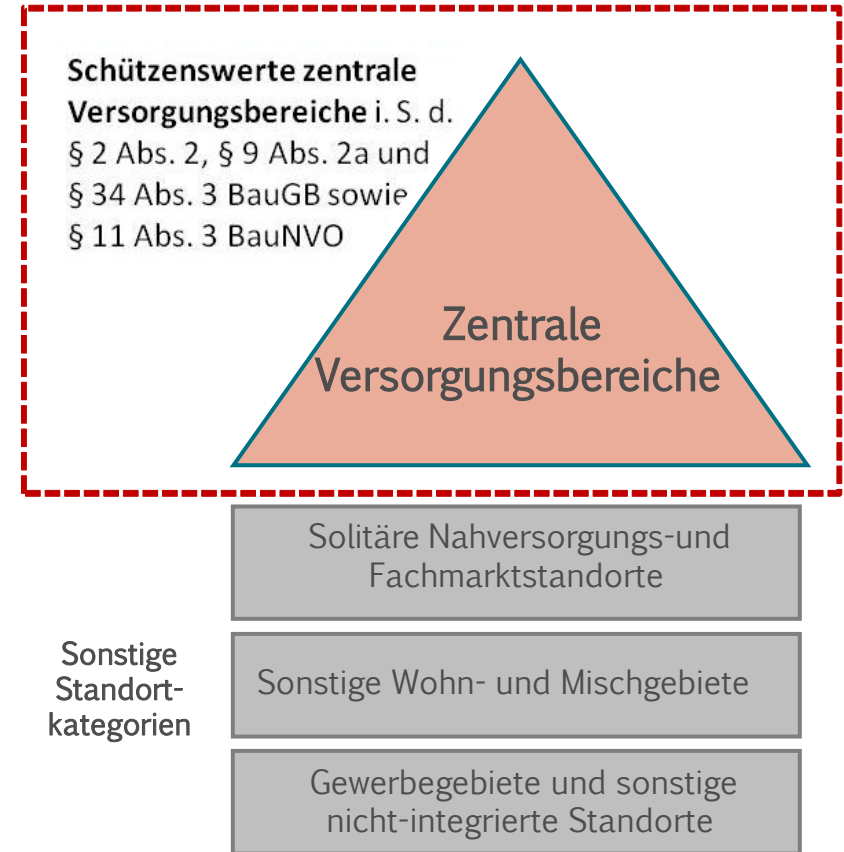 Schützenswerte zentrale
Versorgungsbereiche i. S. d.
§ 2 Abs. 2, § 9 Abs. 2a und
§ 34 Abs. 3 BauGB sowie
§ 11 Abs. 3 BauNVO
Zentrale
Versorgungsbereiche
Solitäre Nahversorgungs-und
Fachmarktstandorte
Sonstige
Standort-
kategorien
Sonstige Wohn- und Mischgebiete
Gewerbegebiete und sonstige
nicht-integrierte Standorte